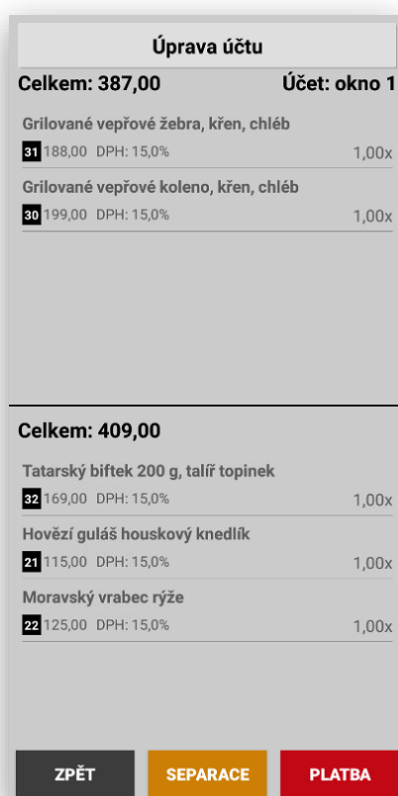 Úprava účtu
Celkem: 387,00 Účet: okno 1
Grilované vepřové žebra, křen, chléb
31 188,00 DPH: 15,0% 1,00x
Grilované vepřové koleno, křen, chléb
30 199,00 DPH: 15,0% 1,00x
Celkem: 409,00
Tatarský biftek 200 g, talíř topinek
32 169,00 DPH: 15,0% 1,00x
Hovězí guláš houskový knedlík
21 115,00 DPH: 15,0% 1,00x
Moravský vrabec rýže
22 125,00 DPH: 15,0% 1,00x
ZPĚT SEPARACE PLATBA